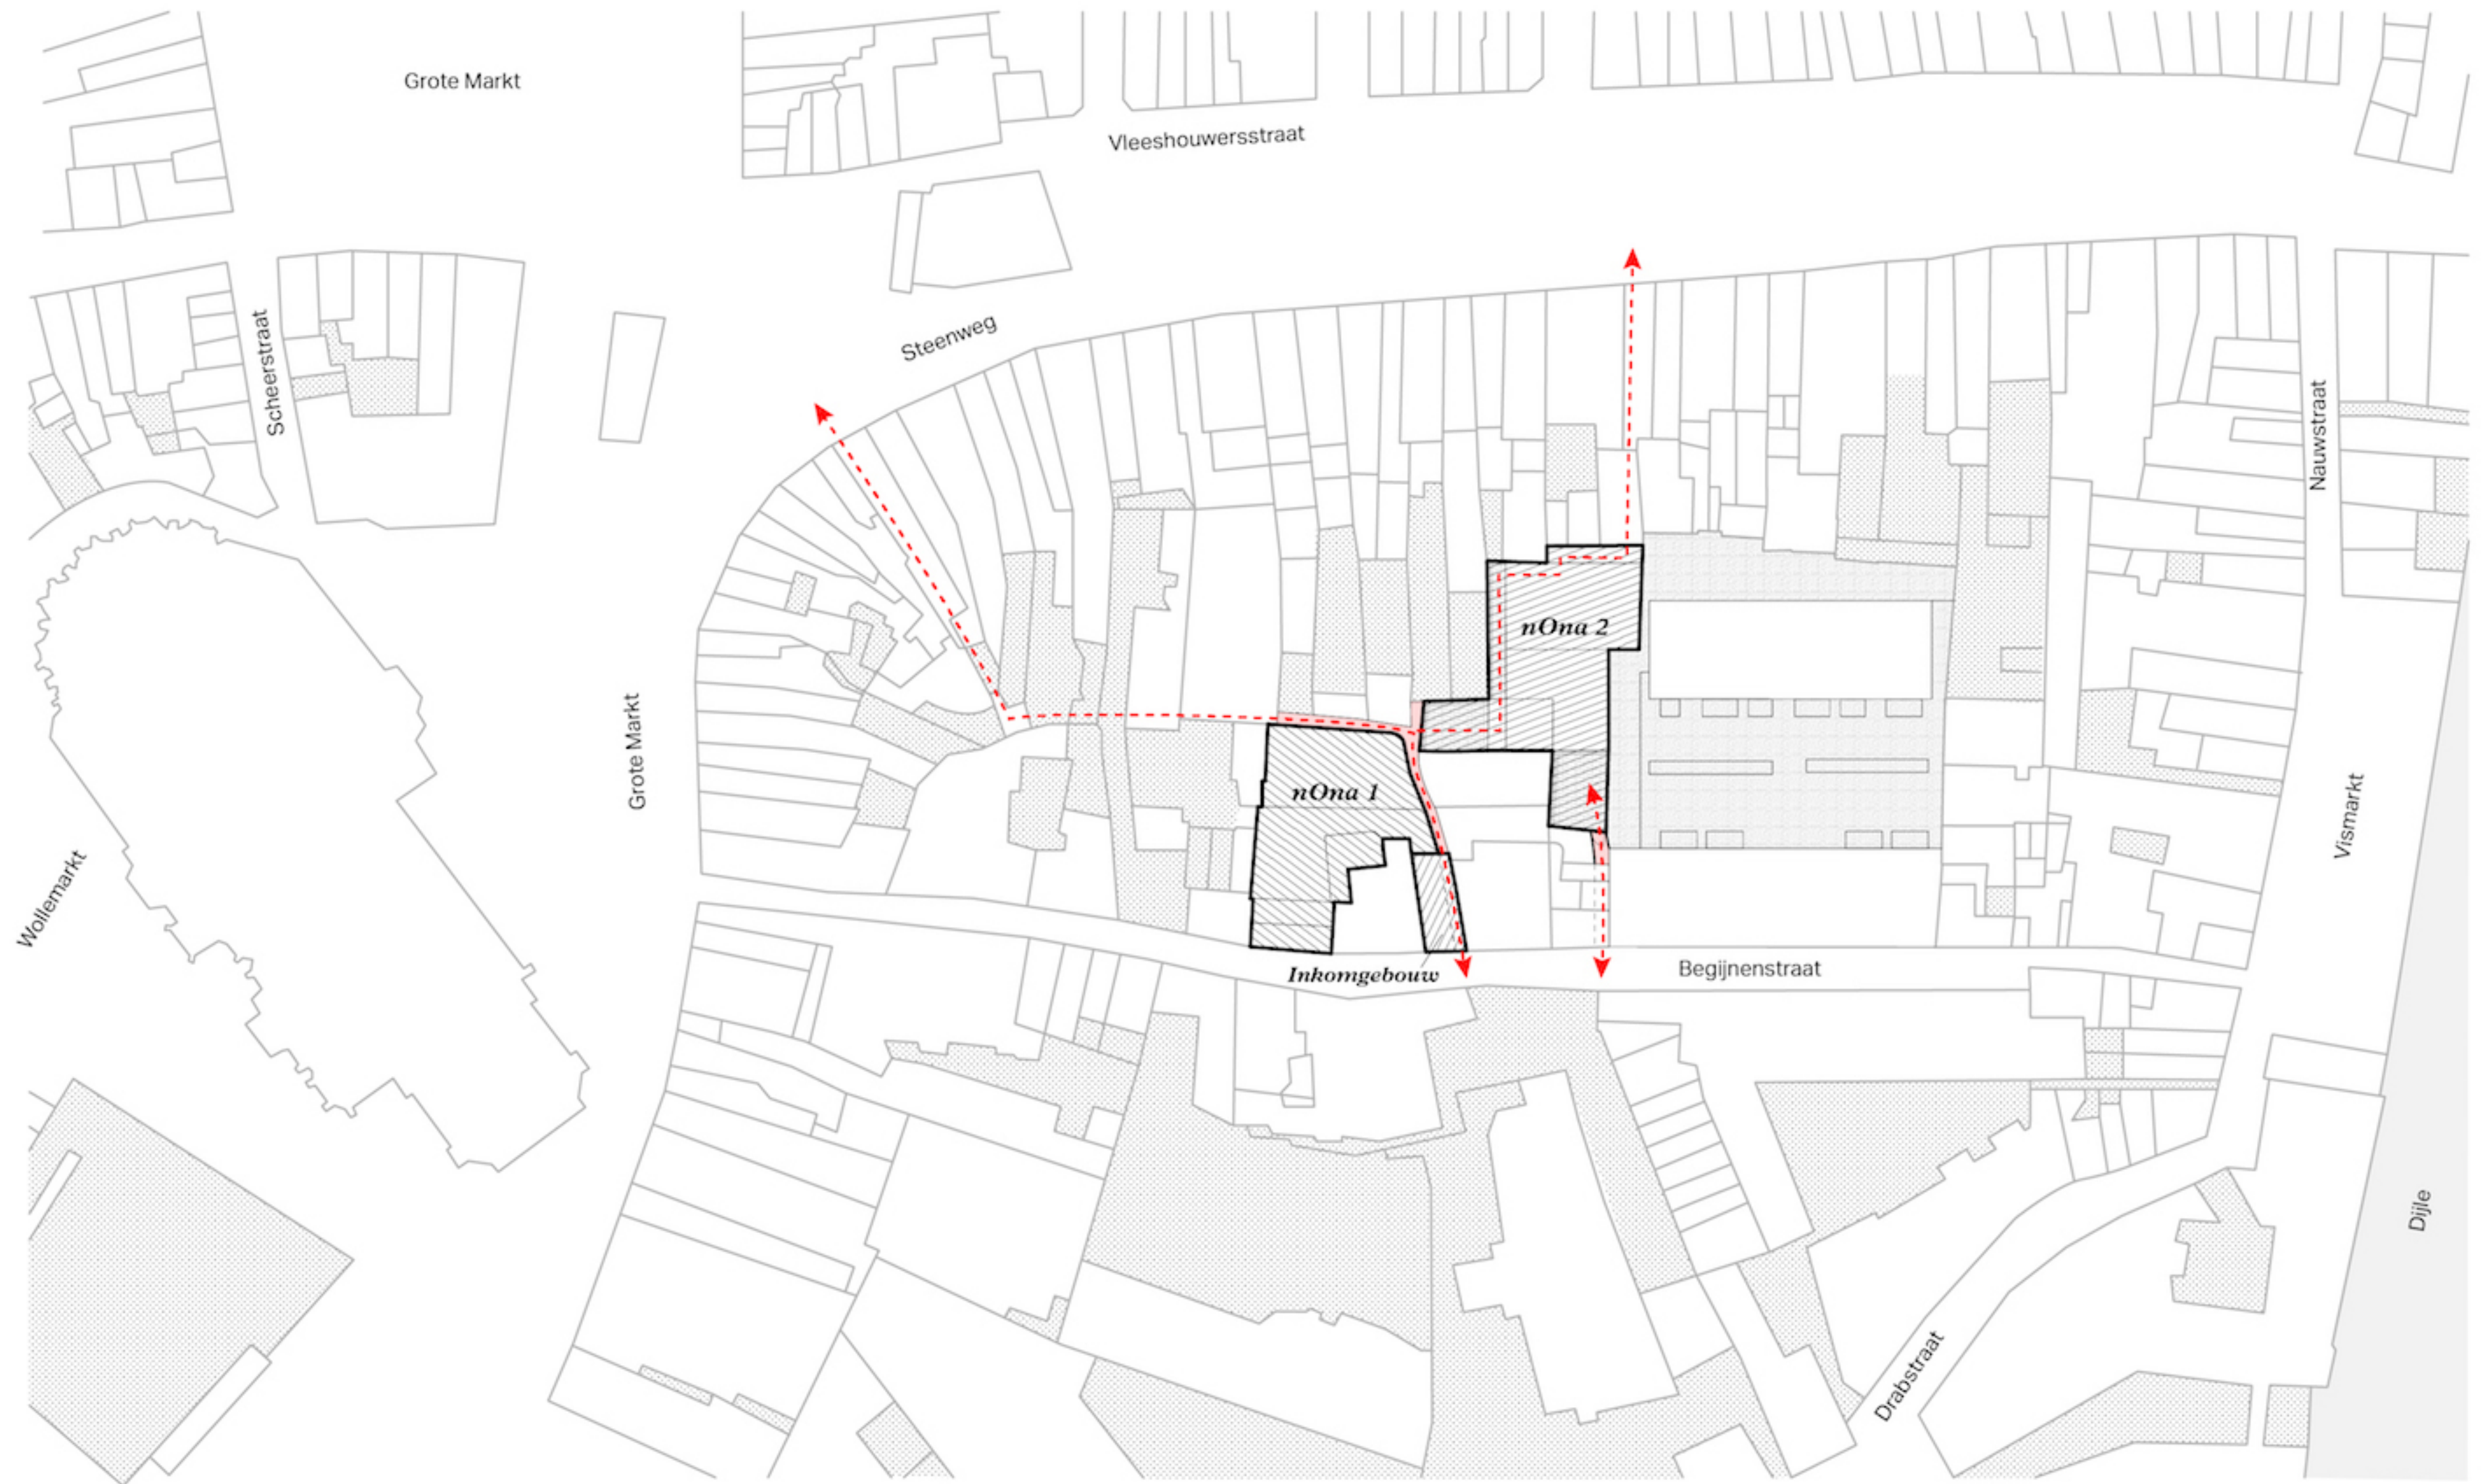 Grote Markt
Vleeshouwersstraat
Steenweg
Scheerstraat
Nauwstraat
nOna 2
Grote Markt
nOna 1
Vismarkt
Wollemarkt
Inkomgebouw
Begijnenstraat
Dijle
Drabstraat